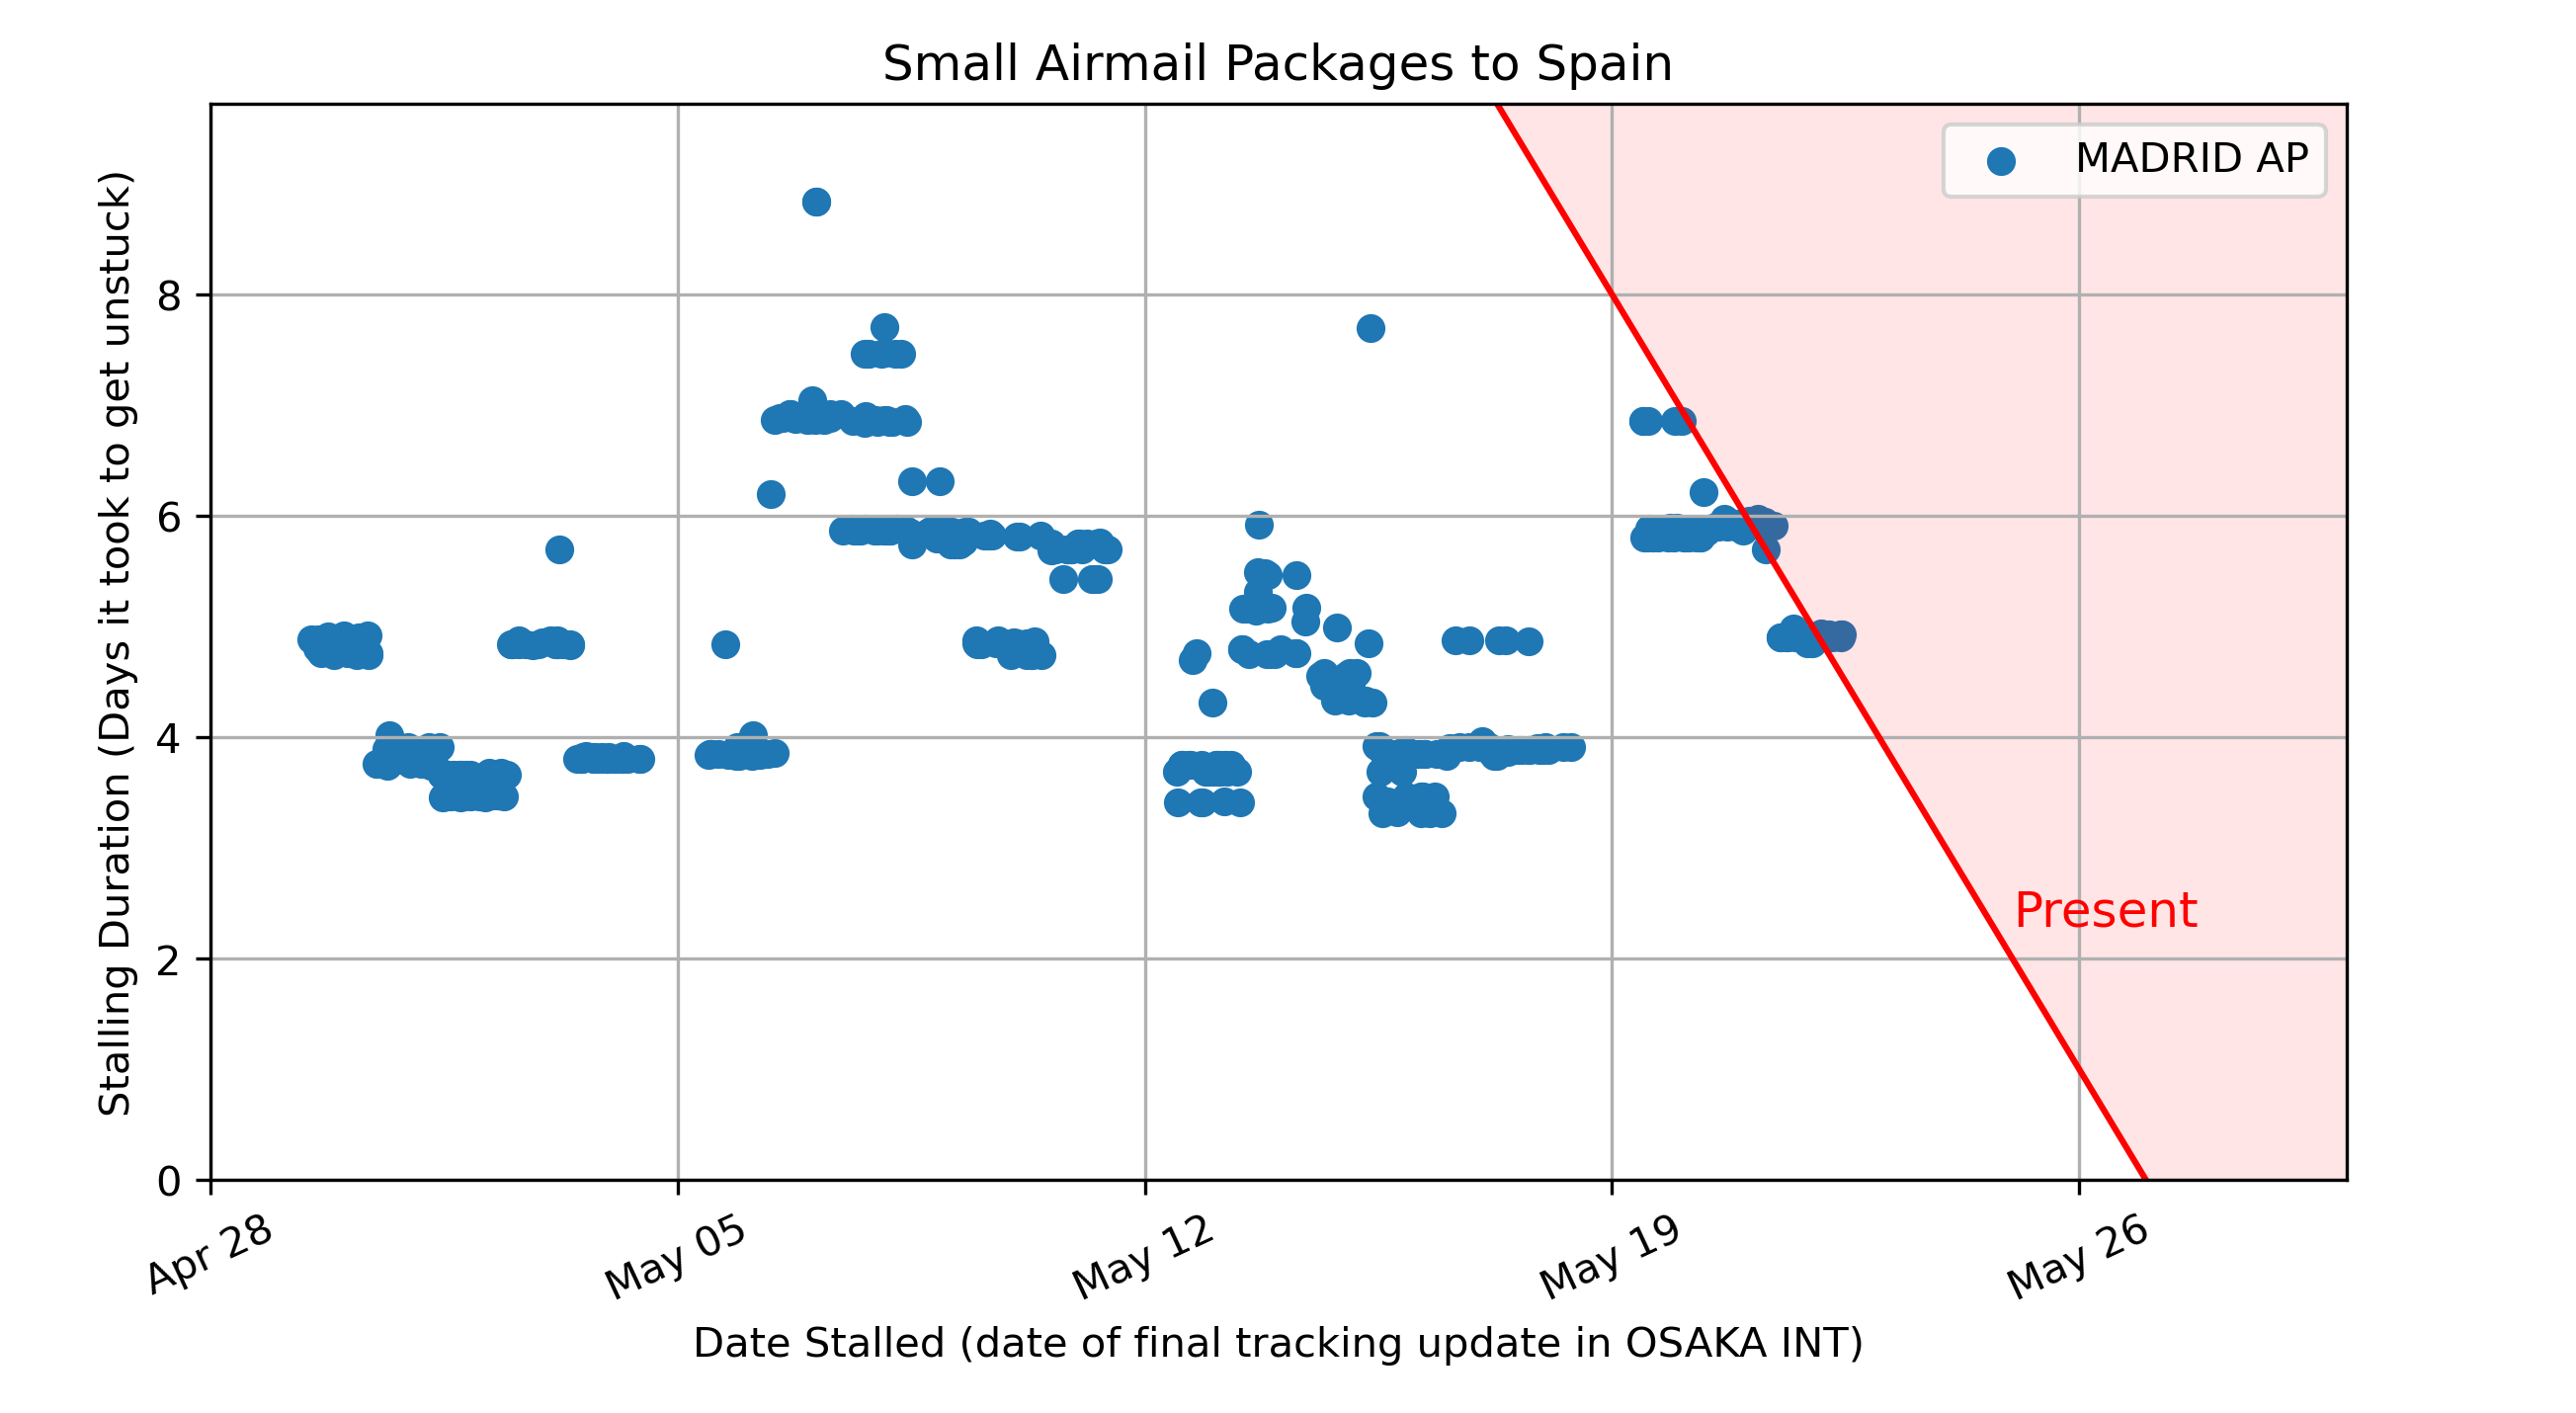 Small Airmail Packages to Spain
MADRID AP
Stalling Duration (Days it took to get unstuck)
8
6
4
2
0
Present
Apr 28
May 05
May 12
May 19
May 26
Date Stalled (date of final tracking update in OSAKA INT)